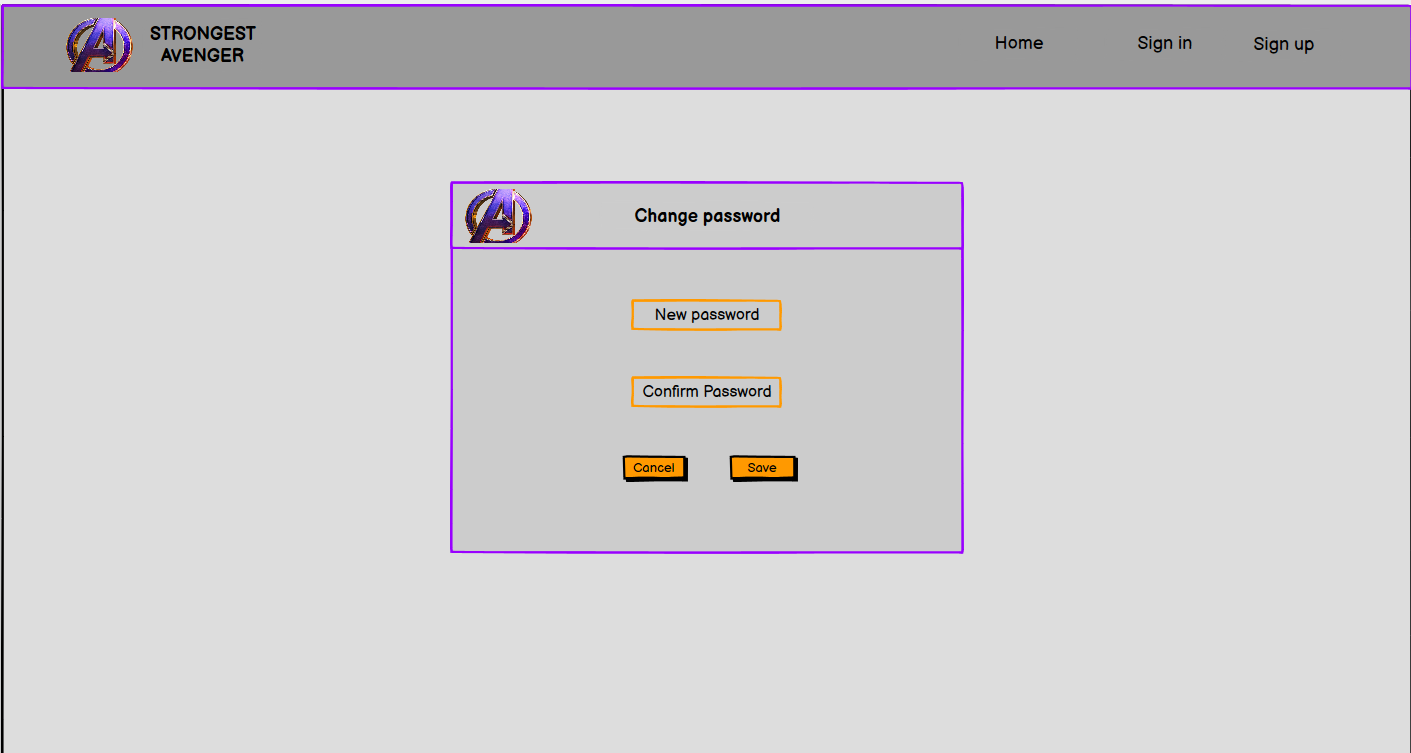 STRONGEST
AVENGER
Home
Sign in
Sign up
Change password
New password
Confirm Password
Cancel
Save